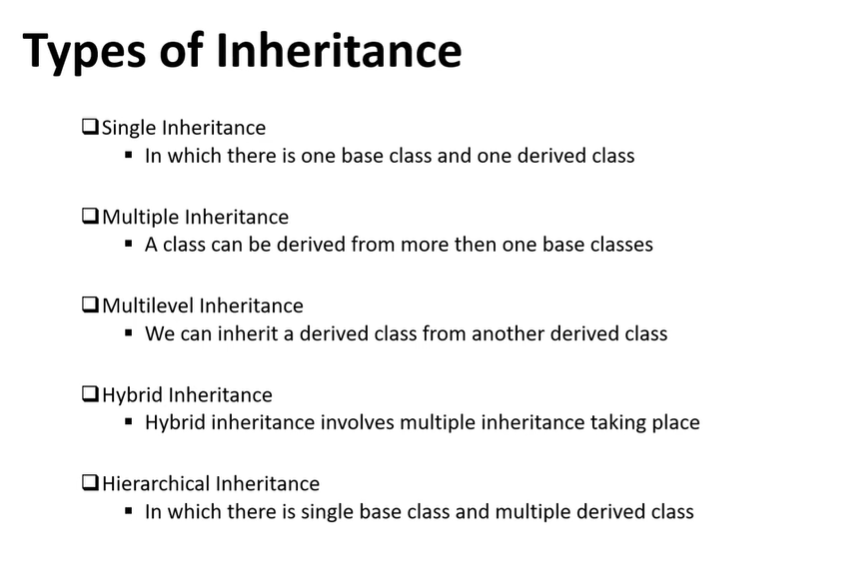 Types of Inheritance
❑Single Inheritance
▪ In which there is one base class and one derived class
❑Multiple Inheritance
▪ A class can be derived from more then one base classes
❑Multilevel Inheritance
▪ We can inherit a derived class from another derived class
❑Hybrid Inheritance
▪ Hybrid inheritance involves multiple inheritance taking place
❑Hierarchical Inheritance
▪ In which there is single base class and multiple derived class